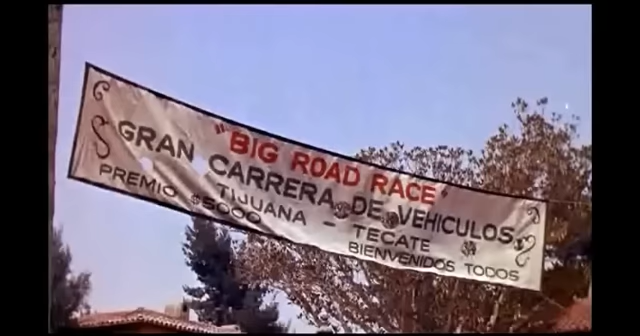 "BIG ROAD RACE"
GRAN CARRERA DE VEHICULOS
TIJUANA - TECATE
PREMIO $5000
BIENVENIDOS TODOS